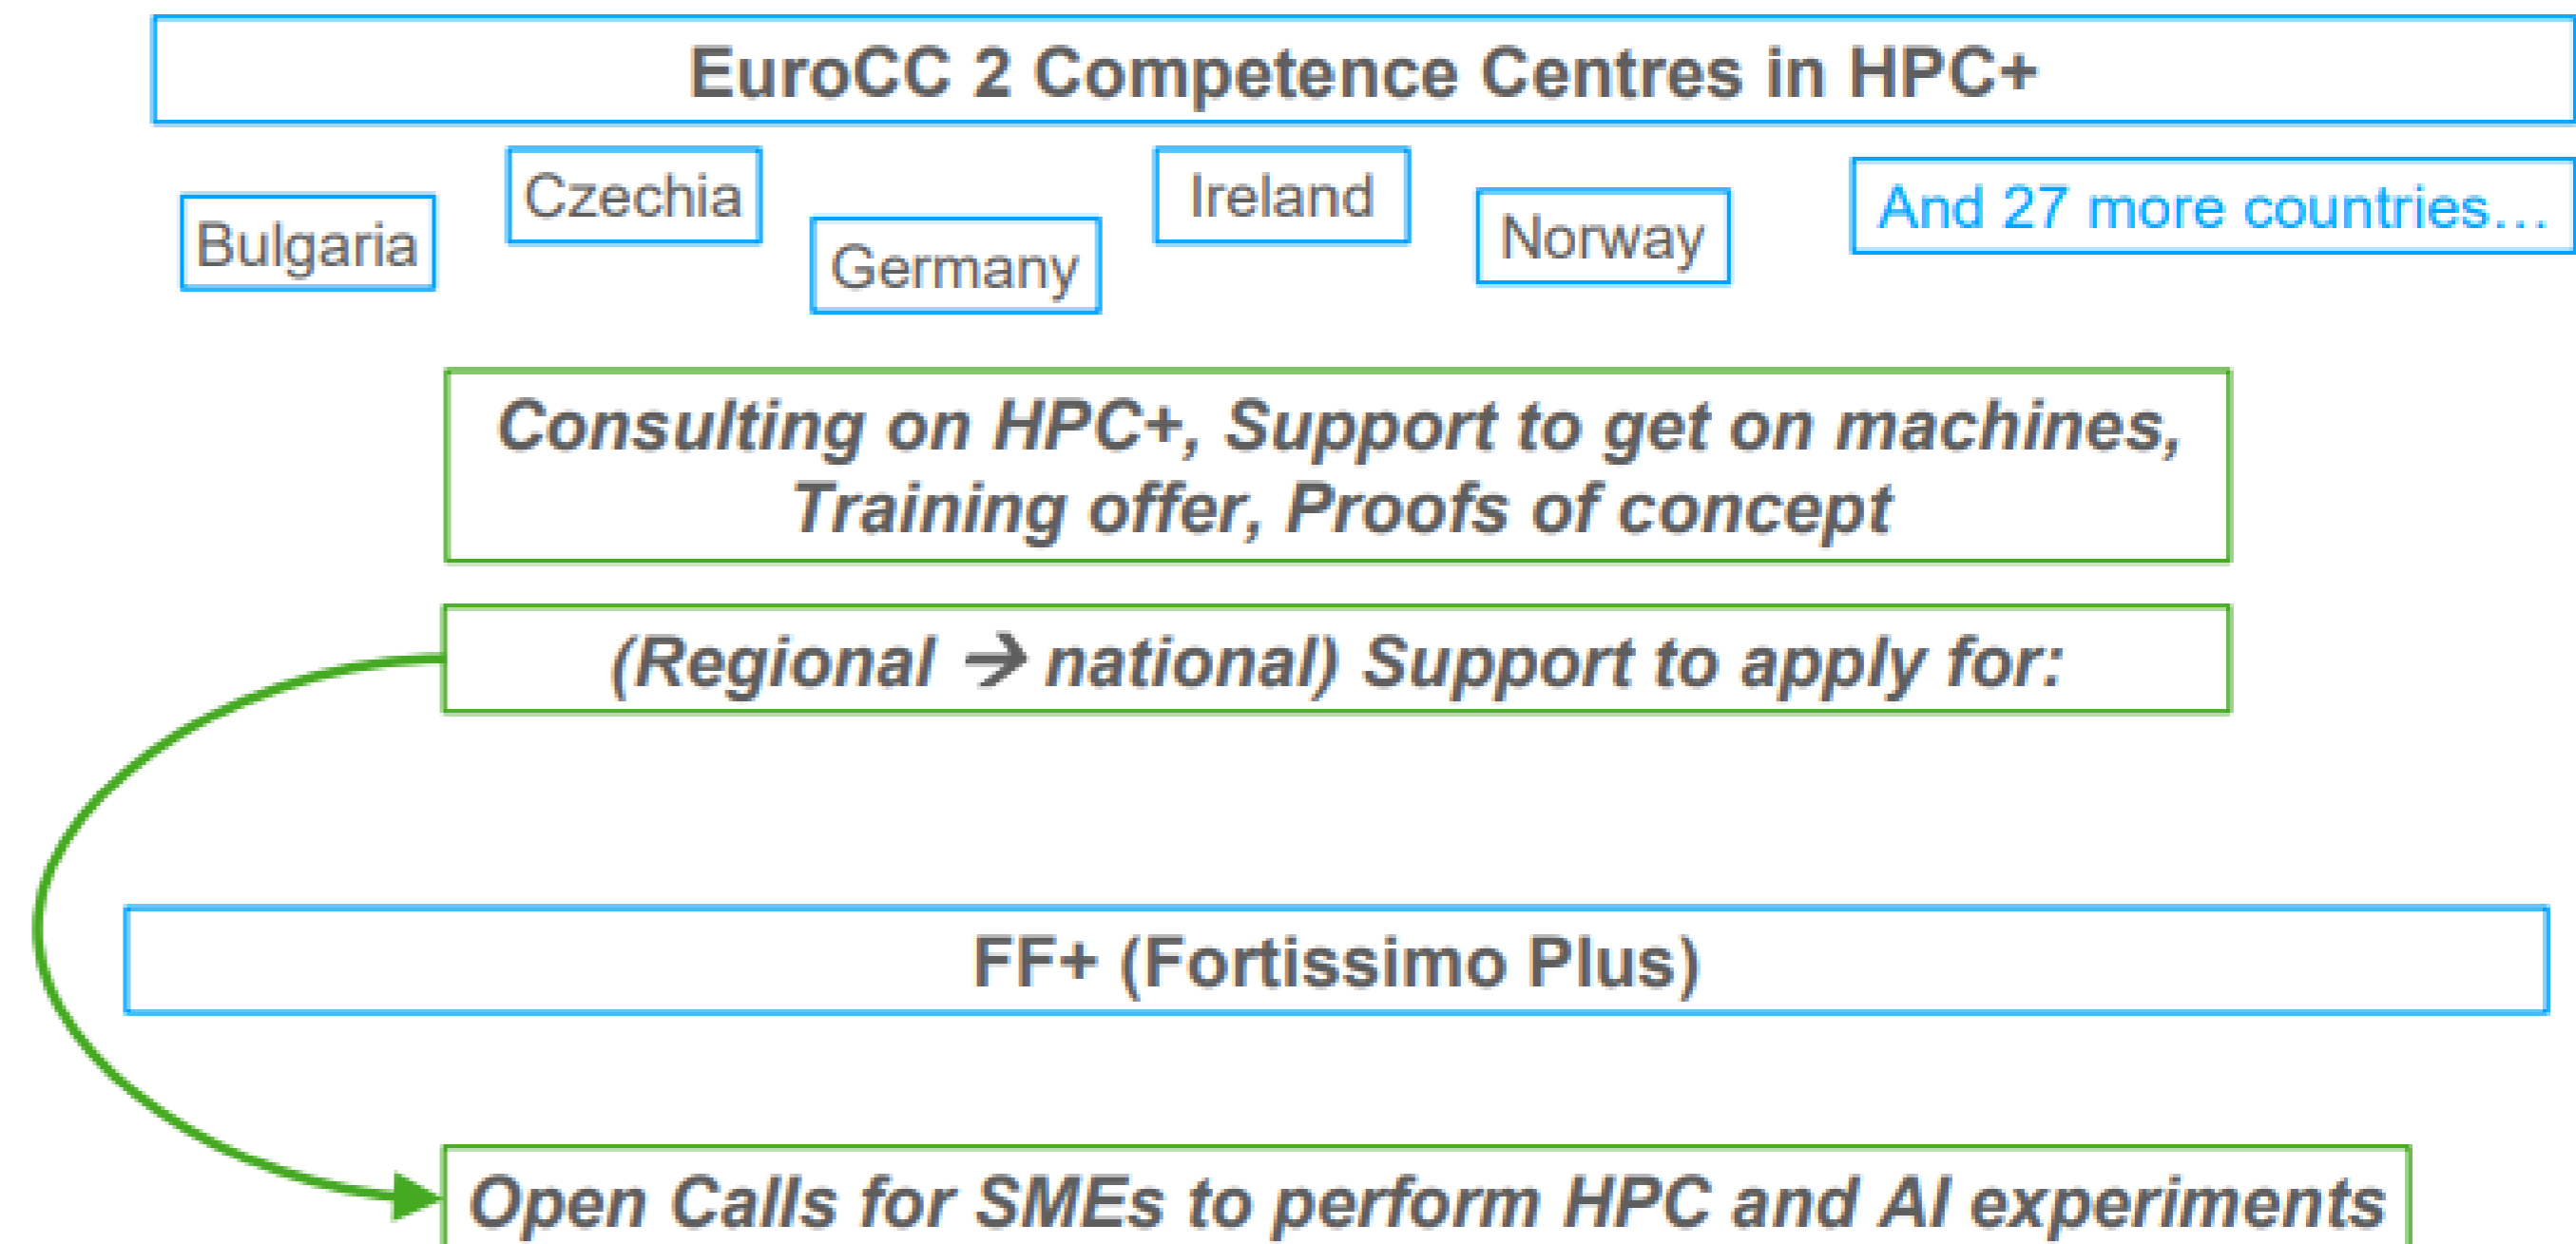 EuroCC 2 Competence Centres in HPC+
Bulgaria
Czechia
Germany
Ireland
Norway
And 27 more countries…
Consulting on HPC+, Support to get on machines,
Training offer, Proofs of concept
(Regional → national) Support to apply for:
FF+ (Fortissimo Plus)
Open Calls for SMEs to perform HPC and AI experiments